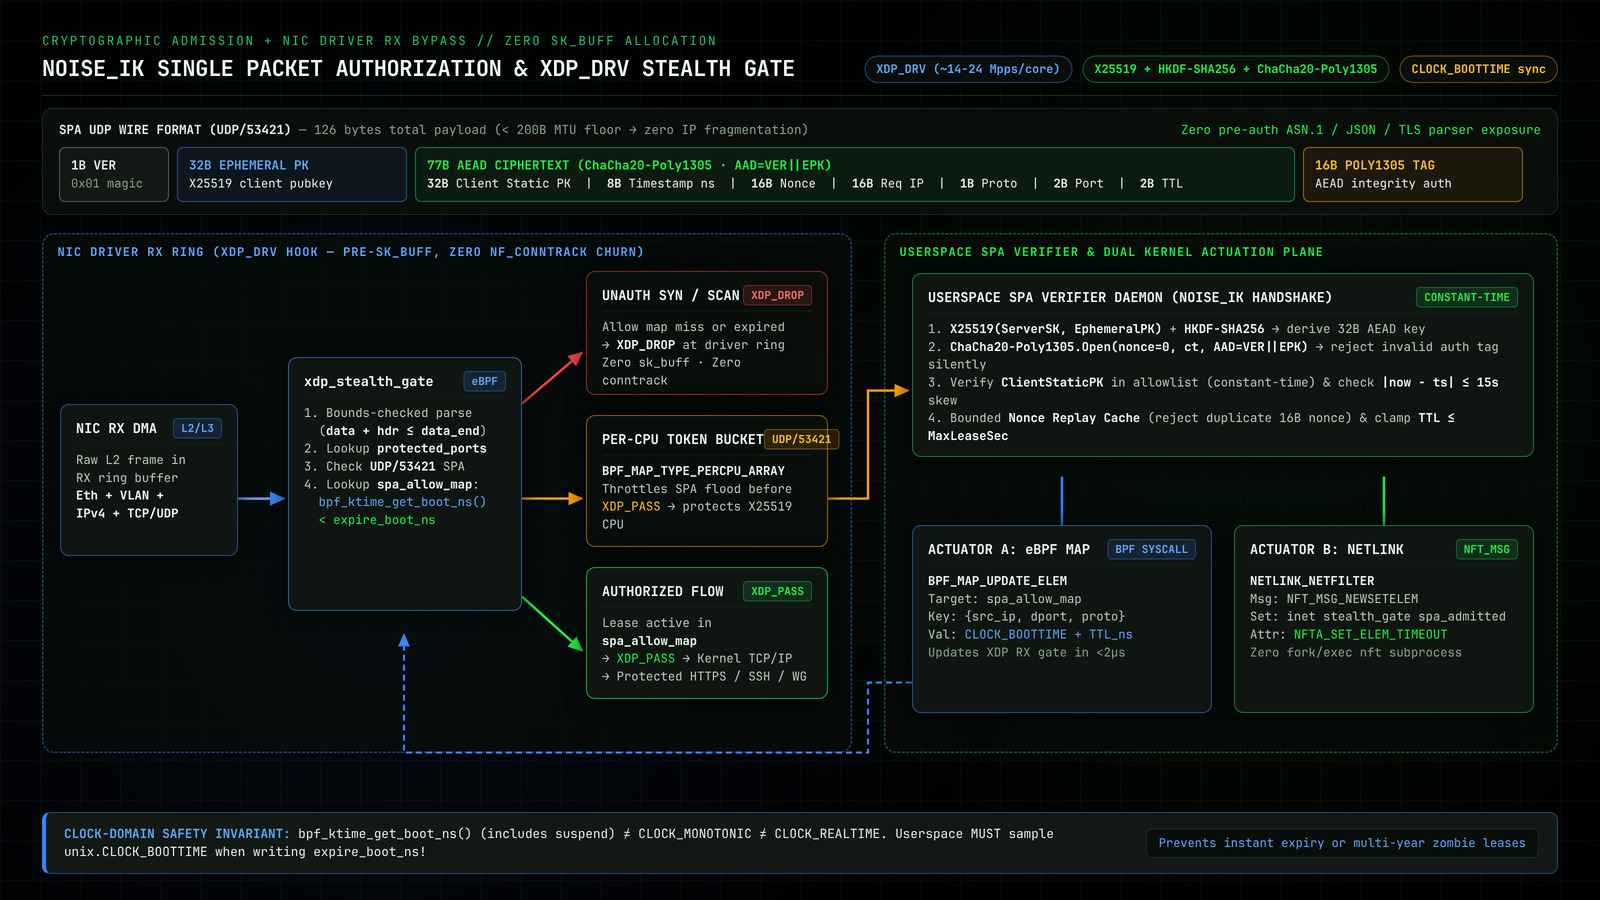 CRYPTOGRAPHIC ADMISSION + NIC DRIVER RX BYPASS // ZERO SK_BUFF ALLOCATION
NOISE_IK SINGLE PACKET AUTHORIZATION & XDP_DRV STEALTH GATE
XDP_DRV (~14-24 Mpps/core)
X25519 + HKDF-SHA256 + ChaCha20-Poly1305
CLOCK_BOOTTIME sync
SPA UDP WIRE FORMAT (UDP/53421) — 126 bytes total payload (< 200B MTU floor → zero IP fragmentation)
Zero pre-auth ASN.1 / JSON / TLS parser exposure
1B VER
0x01 magic
32B EPHEMERAL PK
X25519 client pubkey
77B AEAD CIPHERTEXT (ChaCha20-Poly1305 · AAD=VER||EPK)
32B Client Static PK | 8B Timestamp ns | 16B Nonce | 16B Req IP | 1B Proto | 2B Port | 2B TTL
16B POLY1305 TAG
AEAD integrity auth
NIC DRIVER RX RING (XDP_DRV HOOK — PRE-SK_BUFF, ZERO NF_CONNTRACK CHURN)
NIC RX DMA
L2/L3
Raw L2 frame in
RX ring buffer
Eth + VLAN +
IPv4 + TCP/UDP
xdp_stealth_gate
eBPF
1. Bounds-checked parse
(data + hdr ≤ data_end)
2. Lookup protected_ports
3. Check UDP/53421 SPA
4. Lookup spa_allow_map:
bpf_ktime_get_boot_ns()
< expire_boot_ns
UNAUTH SYN / SCAN
XDP_DROP
Allow map miss or expired
→ XDP_DROP at driver ring
Zero sk_buff · Zero
conntrack
PER-CPU TOKEN BUCKET
UDP/53421
BPF_MAP_TYPE_PERCPU_ARRAY
Throttles SPA flood before
XDP_PASS → protects X25519
CPU
AUTHORIZED FLOW
XDP_PASS
Lease active in
spa_allow_map
→ XDP_PASS → Kernel TCP/IP
→ Protected HTTPS / SSH / WG
USERSPACE SPA VERIFIER & DUAL KERNEL ACTUATION PLANE
USERSPACE SPA VERIFIER DAEMON (NOISE_IK HANDSHAKE)
CONSTANT-TIME
1. X25519(ServerSK, EphemeralPK) + HKDF-SHA256 → derive 32B AEAD key
2. ChaCha20-Poly1305.Open(nonce=0, ct, AAD=VER||EPK) → reject invalid auth tag
silently
3. Verify ClientStaticPK in allowlist (constant-time) & check |now - ts| ≤ 15s
skew
4. Bounded Nonce Replay Cache (reject duplicate 16B nonce) & clamp TTL ≤
MaxLeaseSec
ACTUATOR A: eBPF MAP
BPF SYSCALL
BPF_MAP_UPDATE_ELEM
Target: spa_allow_map
Key: {src_ip, dport, proto}
Val: CLOCK_BOOTTIME + TTL_ns
Updates XDP RX gate in <2µs
ACTUATOR B: NETLINK
NFT_MSG
NETLINK_NETFILTER
Msg: NFT_MSG_NEWSETELEM
Set: inet stealth_gate spa_admitted
Attr: NFTA_SET_ELEM_TIMEOUT
Zero fork/exec nft subprocess
CLOCK-DOMAIN SAFETY INVARIANT: bpf_ktime_get_boot_ns() (includes suspend) ≠ CLOCK_MONOTONIC ≠ CLOCK_REALTIME. Userspace MUST sample
unix.CLOCK_BOOTTIME when writing expire_boot_ns!
Prevents instant expiry or multi-year zombie leases